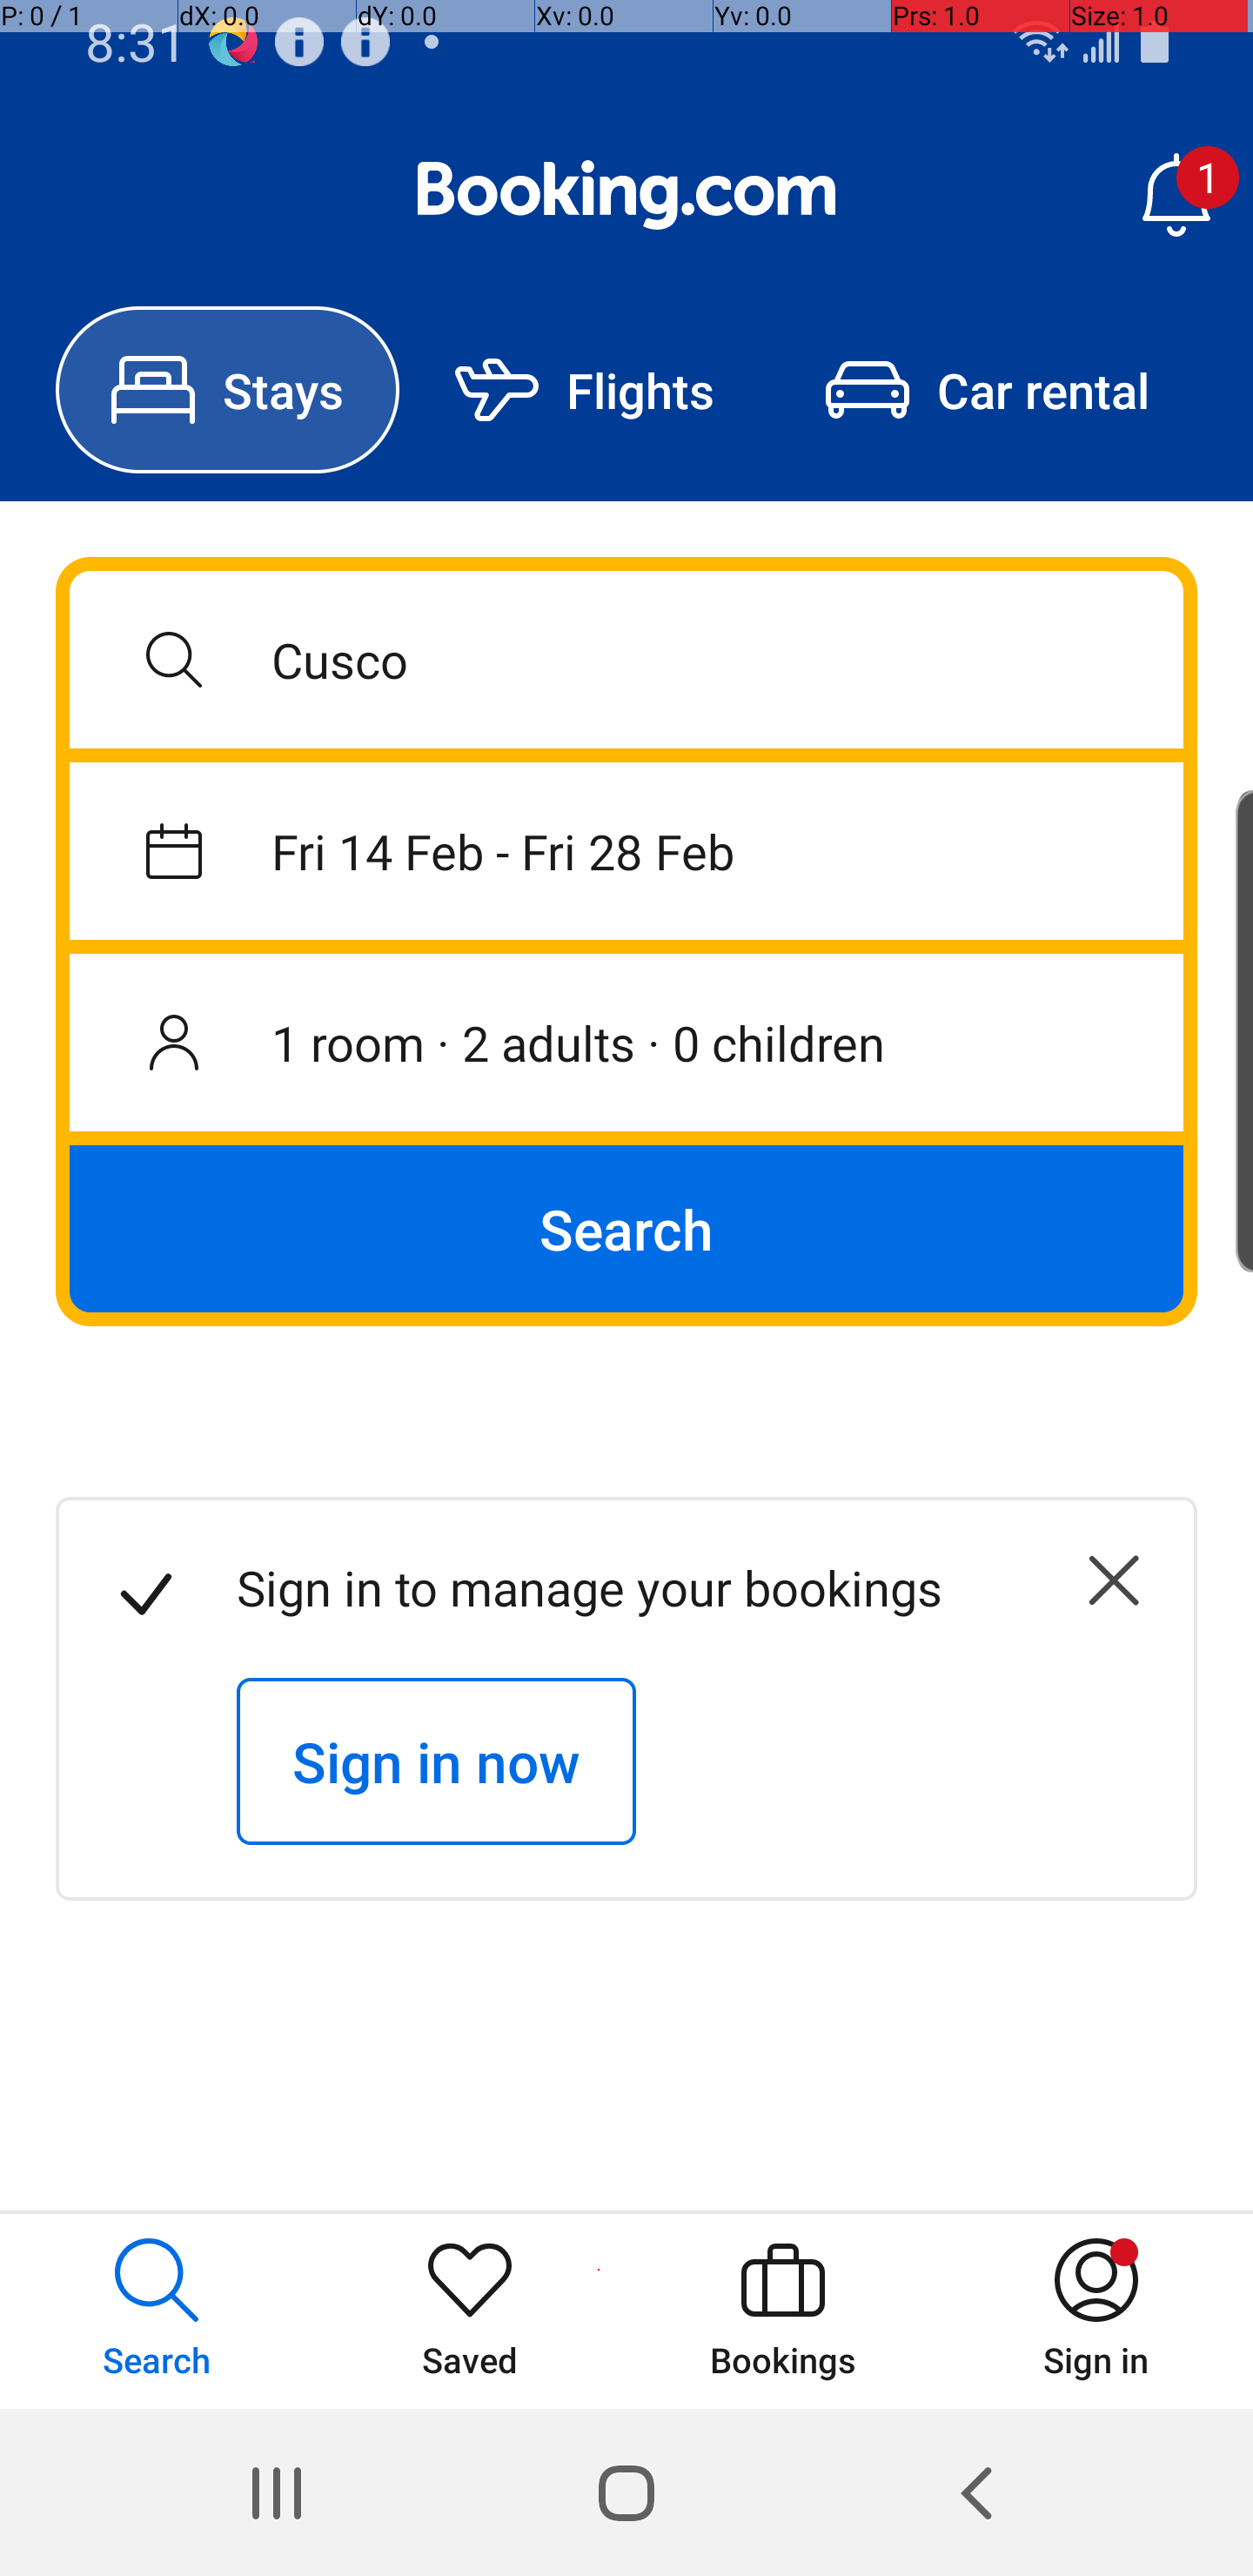 P: 0 / 1 dX: 0.0 dY: 0.0 Xv: 0.0 Yv: 0.0 Prs: 1.0 Size: 1.0
8:31
Booking.com
1
Stays Flights Car rental
Cusco
Fri 14 Feb - Fri 28 Feb
1 room · 2 adults · 0 children
Search
Sign in to manage your bookings
Sign in now
Search Saved Bookings Sign in